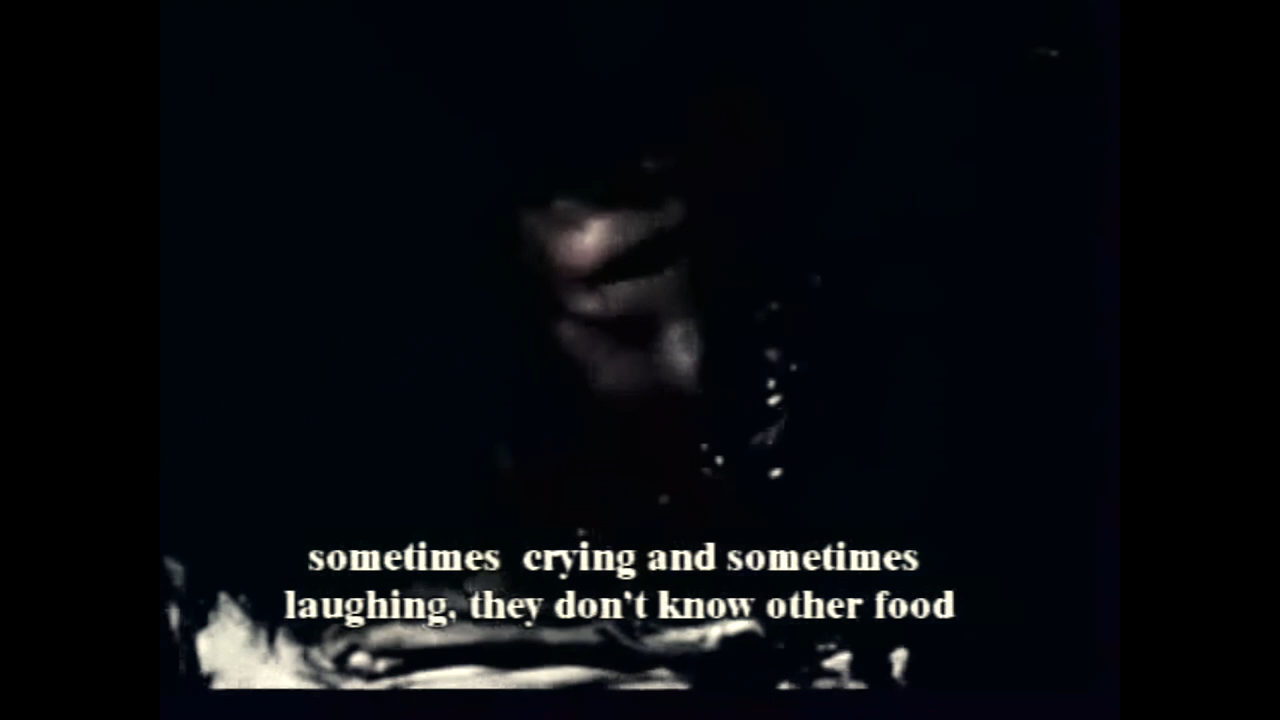 sometimes  crying and sometimes
laughing, they don't know other food